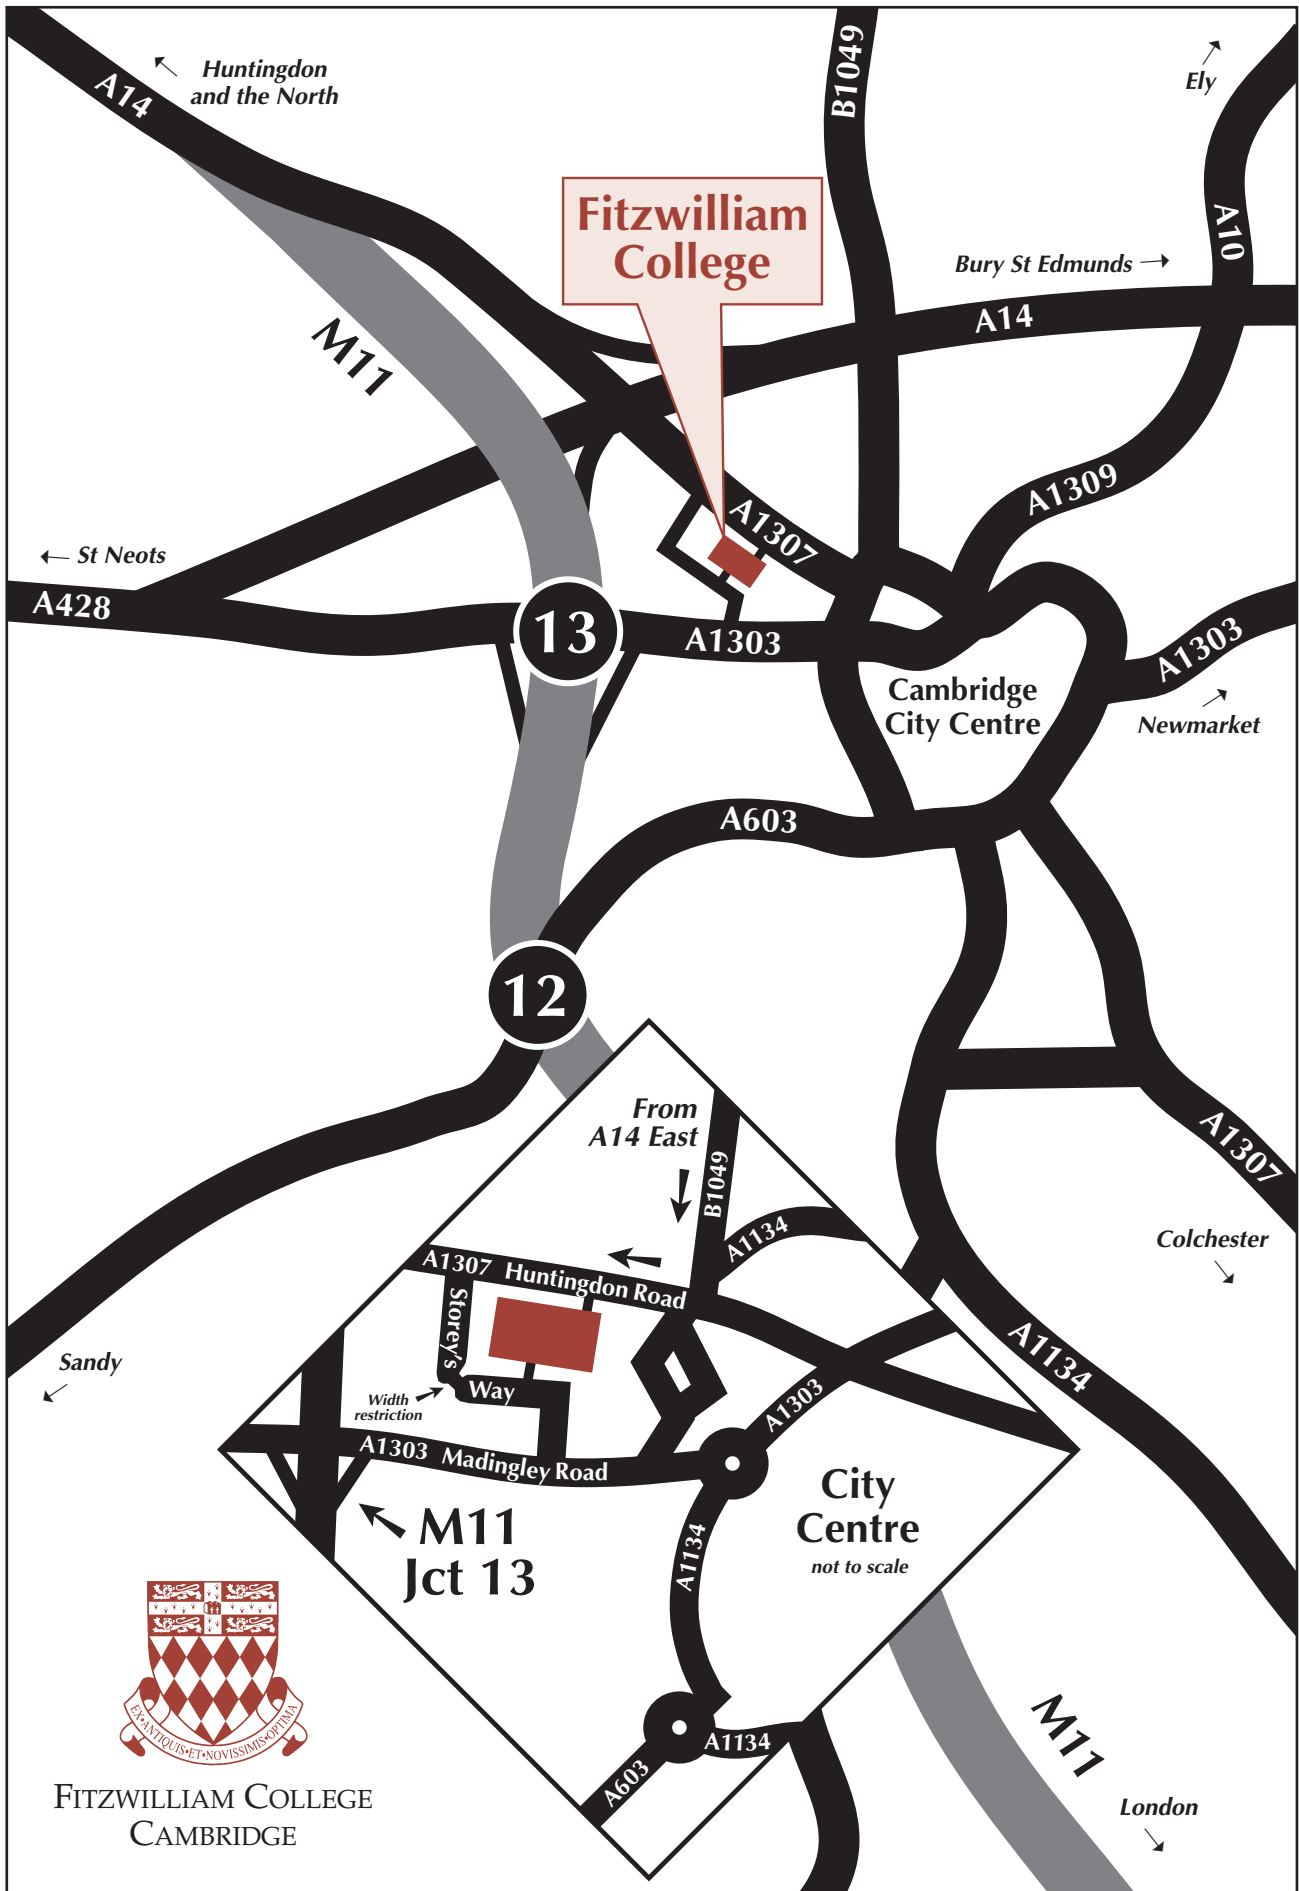 Huntingdon
and the North
A14
B1049
Ely
Fitzwilliam
College
A10
Bury St Edmunds
A14
M11
A1309
A1307
St Neots
A428
13
A1303
A1303
Cambridge
City Centre
Newmarket
A603
12
From
A14 East
B1049
A1134
A1307
Colchester
A1307 Huntingdon Road
Storey's
Way
Width
restriction
Sandy
A1134
A1303
A1303 Madingley Road
City
Centre
not to scale
M11
Jct 13
A1134
EX•ANTIQUIS•ET•NOVISSIMIS•OPTIMA
A1134
A603
M11
London
FITZWILLIAM COLLEGE
CAMBRIDGE